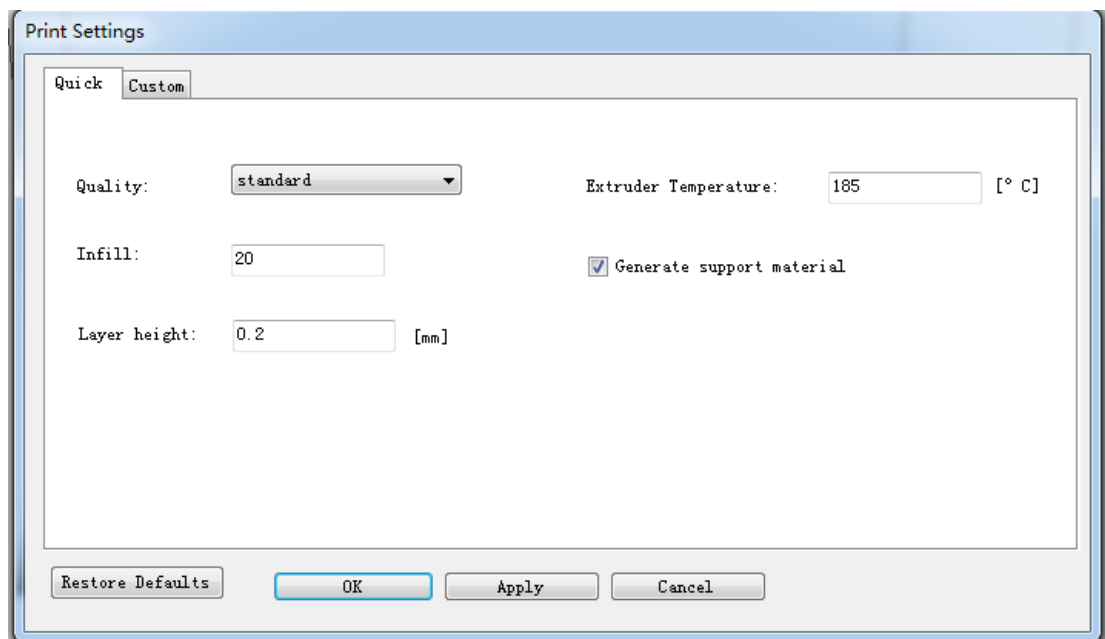 Print Settings
Quick Custom
Quality: standard Extruder Temperature: 185 [° C]
Infill: 20 Generate support material
Layer height: 0.2 [mm]
Restore Defaults OK Apply Cancel